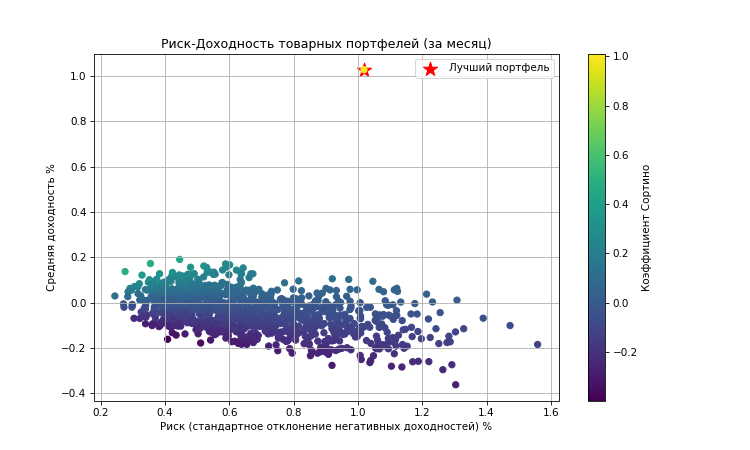 Риск-Доходность товарных портфелей (за месяц)
Лучший портфель
Средняя доходность %
1.0
0.8
0.6
0.4
0.2
0.0
−0.2
−0.4
0.2 0.4 0.6 0.8 1.0 1.2 1.4 1.6
Риск (стандартное отклонение негативных доходностей) %
1.0
0.8
0.6
0.4
0.2
0.0
−0.2
Коэффициент Сортино